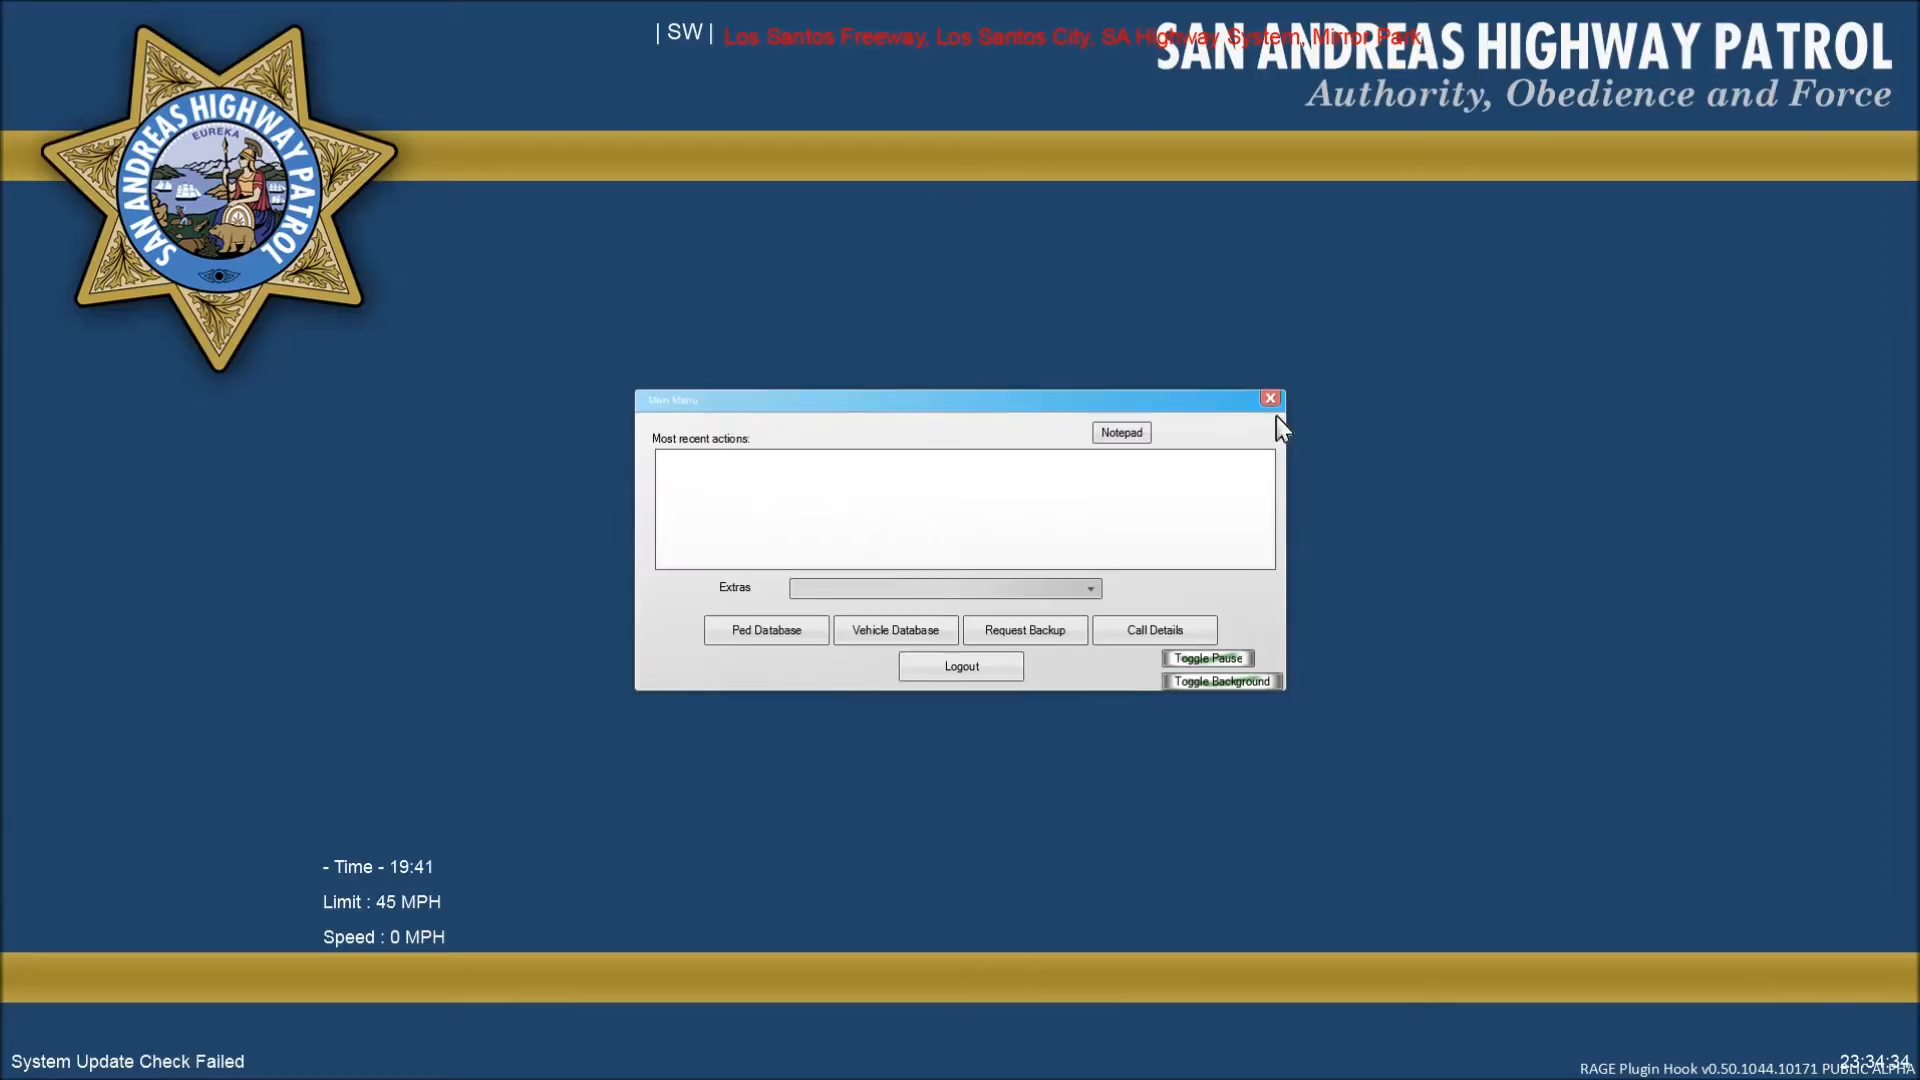 | SW | Los Santos Freeway, Los Santos City, SA Highway System, Mirror Park
SAN ANDREAS HIGHWAY PATROL
Authority, Obedience and Force
SAN ANDREAS HIGHWAY PATROL
EUREKA
Main Menu
Most recent actions:
Notepad
Extras
Ped Database
Vehicle Database
Request Backup
Call Details
Logout
Toggle Pause
Toggle Background
- Time - 19:41
Limit : 45 MPH
Speed : 0 MPH
System Update Check Failed
RAGE Plugin Hook v0.50.1044.10171 PUBLIC ALPHA
23:34:34